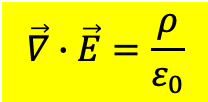 ∇⃗ · E⃗ = ρ/ε₀